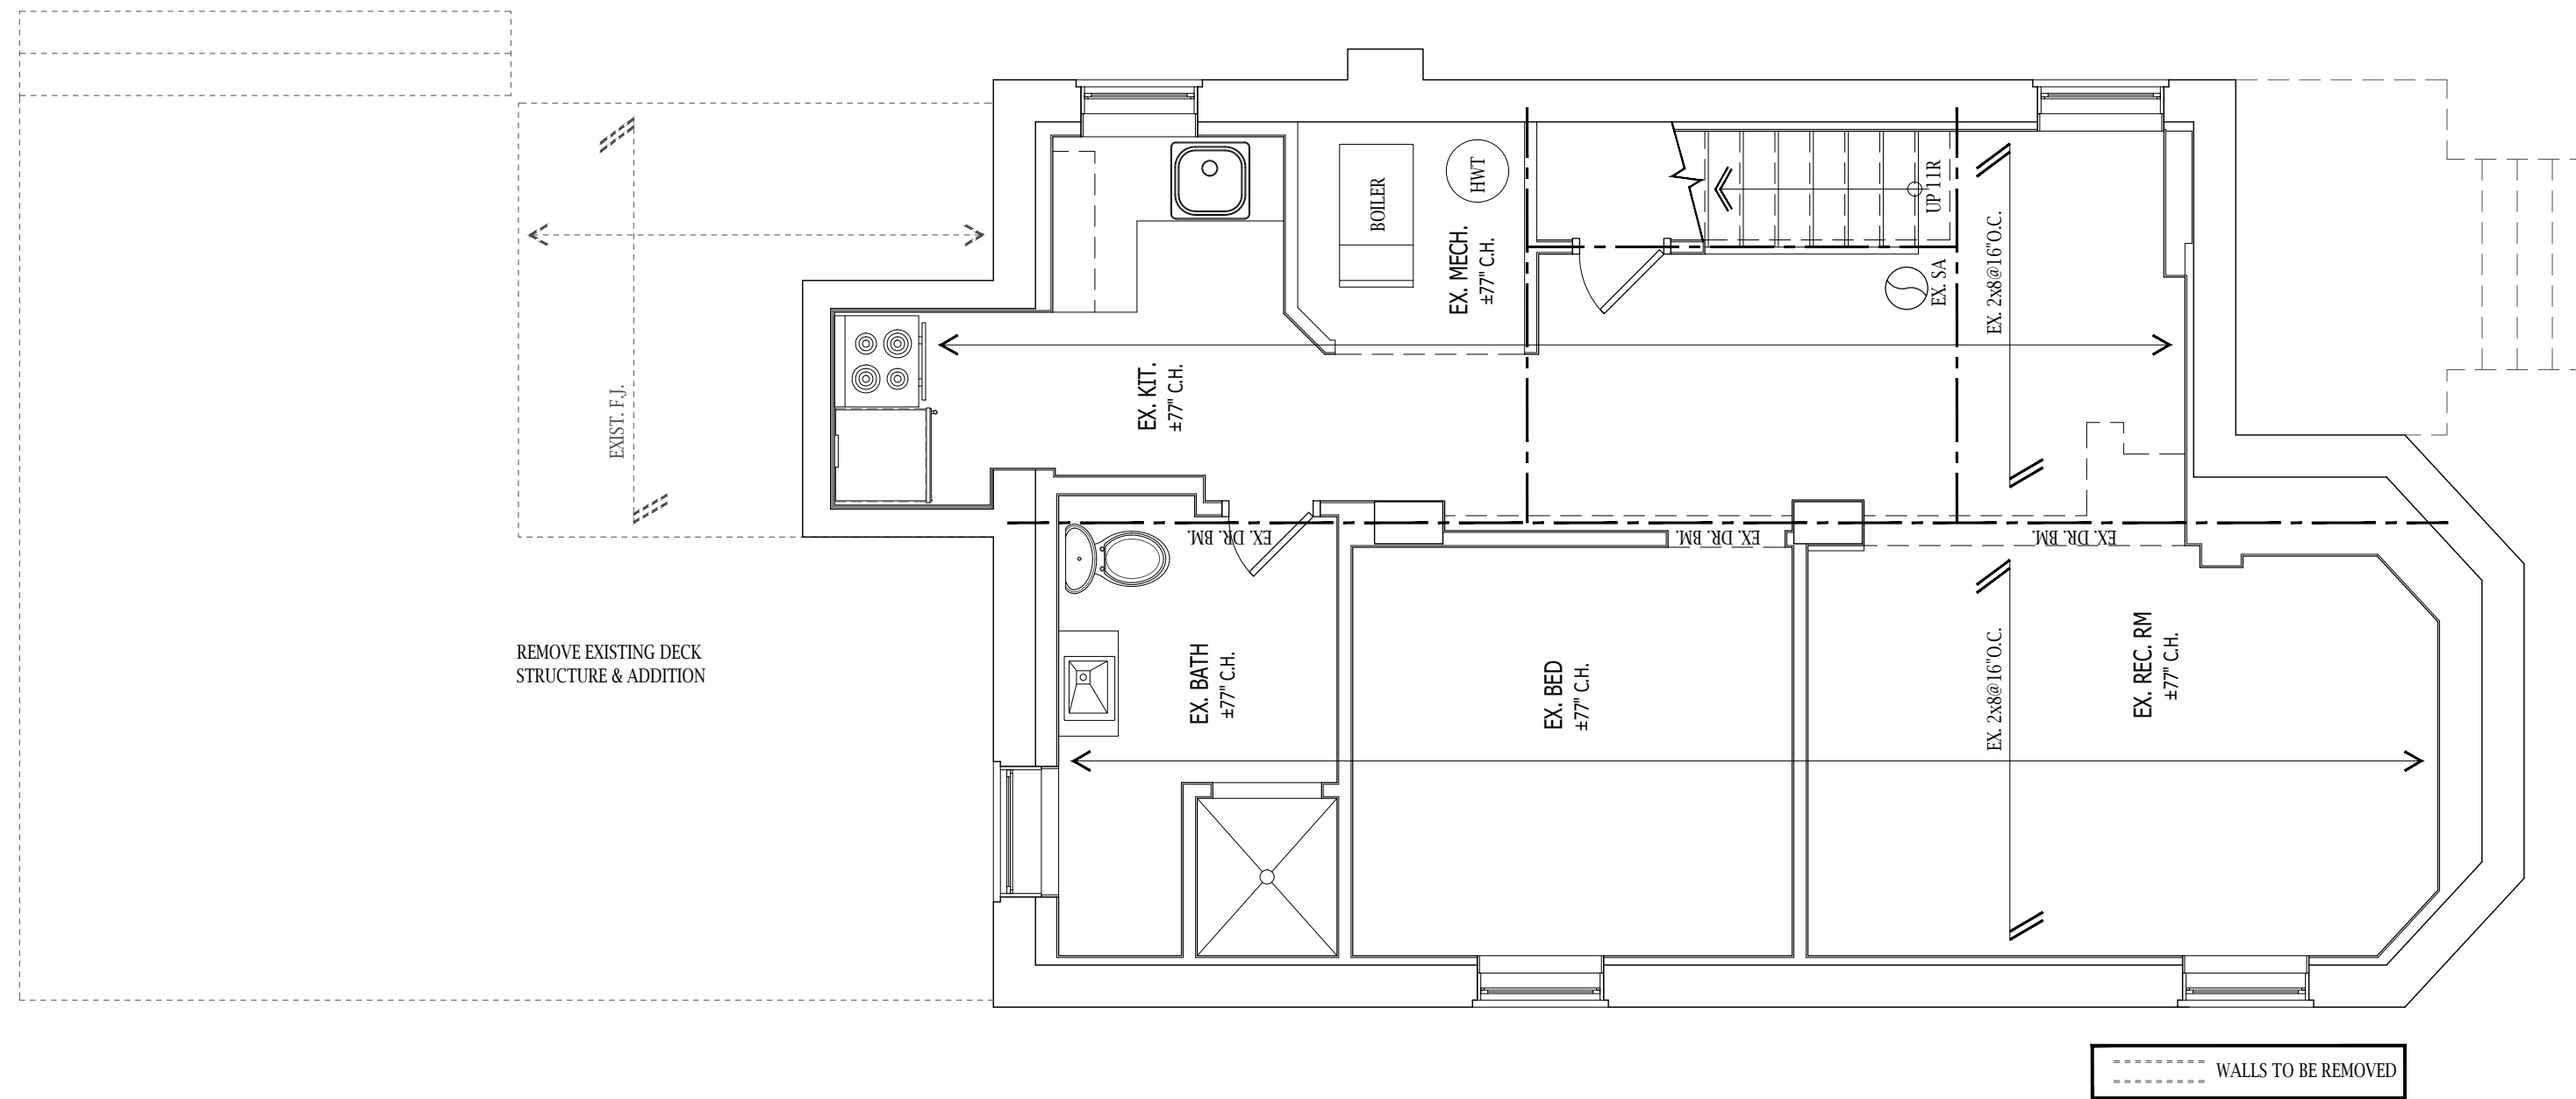 BOILER
HWT
UP 11R
EX. MECH.
±77" C.H.
EX. SA
EX. 2x8@16"O.C.
EXIST. F.J.
EX. KIT.
±77" C.H.
EX. DR. BM.
EX. DR. BM.
EX. DR. BM.
REMOVE EXISTING DECK
STRUCTURE & ADDITION
EX. BATH
±77" C.H.
EX. BED
±77" C.H.
EX. 2x8@16"O.C.
EX. REC. RM
±77" C.H.
WALLS TO BE REMOVED